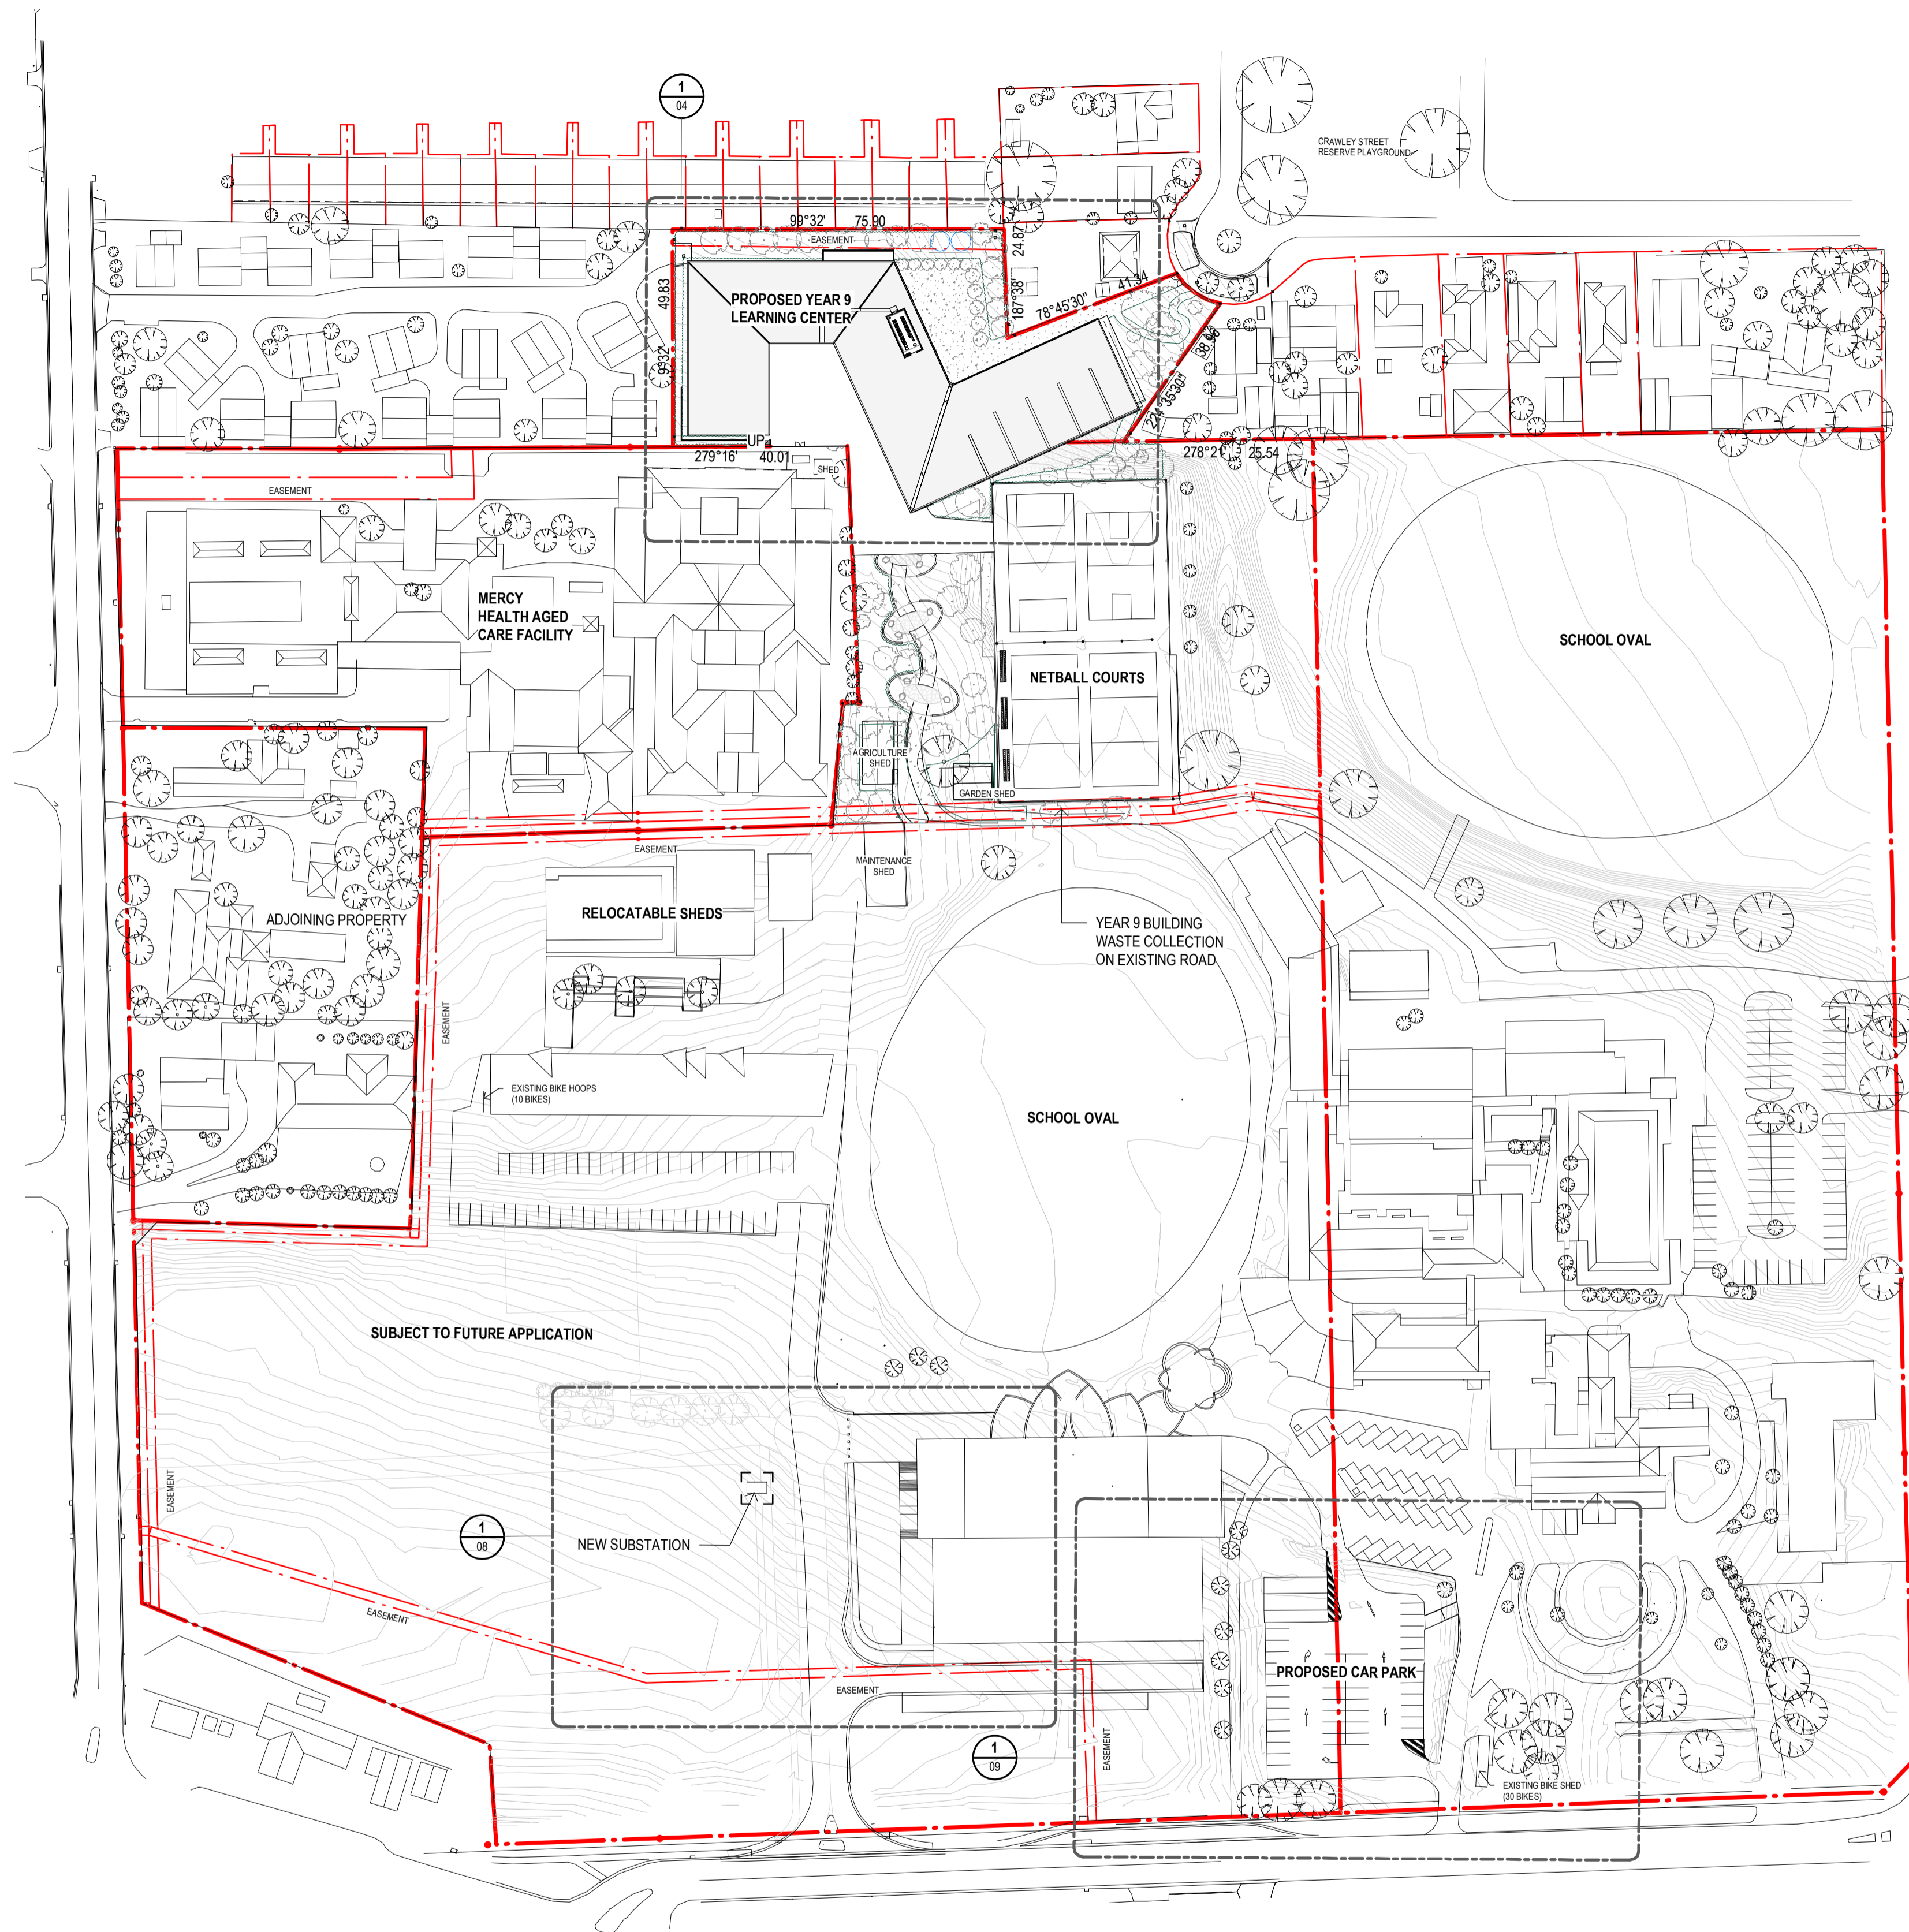 1
04
CRAWLEY STREET
RESERVE PLAYGROUND
99°32' 75.90
EASEMENT
24.87
187°38'
49.83
9°32'
PROPOSED YEAR 9
LEARNING CENTER
78°45'30" 41.34
38.96
224°35'30"
UP
279°16' 40.01
SHED
278°21' 25.54
EASEMENT
MERCY
HEALTH AGED
CARE FACILITY
SCHOOL OVAL
NETBALL COURTS
AGRICULTURE
SHED
GARDEN SHED
EASEMENT
MAINTENANCE
SHED
RELOCATABLE SHEDS
ADJOINING PROPERTY
YEAR 9 BUILDING
WASTE COLLECTION
ON EXISTING ROAD
EASEMENT
EXISTING BIKE HOOPS
(10 BIKES)
SCHOOL OVAL
SUBJECT TO FUTURE APPLICATION
EASEMENT
1
08
NEW SUBSTATION
EASEMENT
EASEMENT
PROPOSED CAR PARK
1
09
EASEMENT
EXISTING BIKE SHED
(30 BIKES)